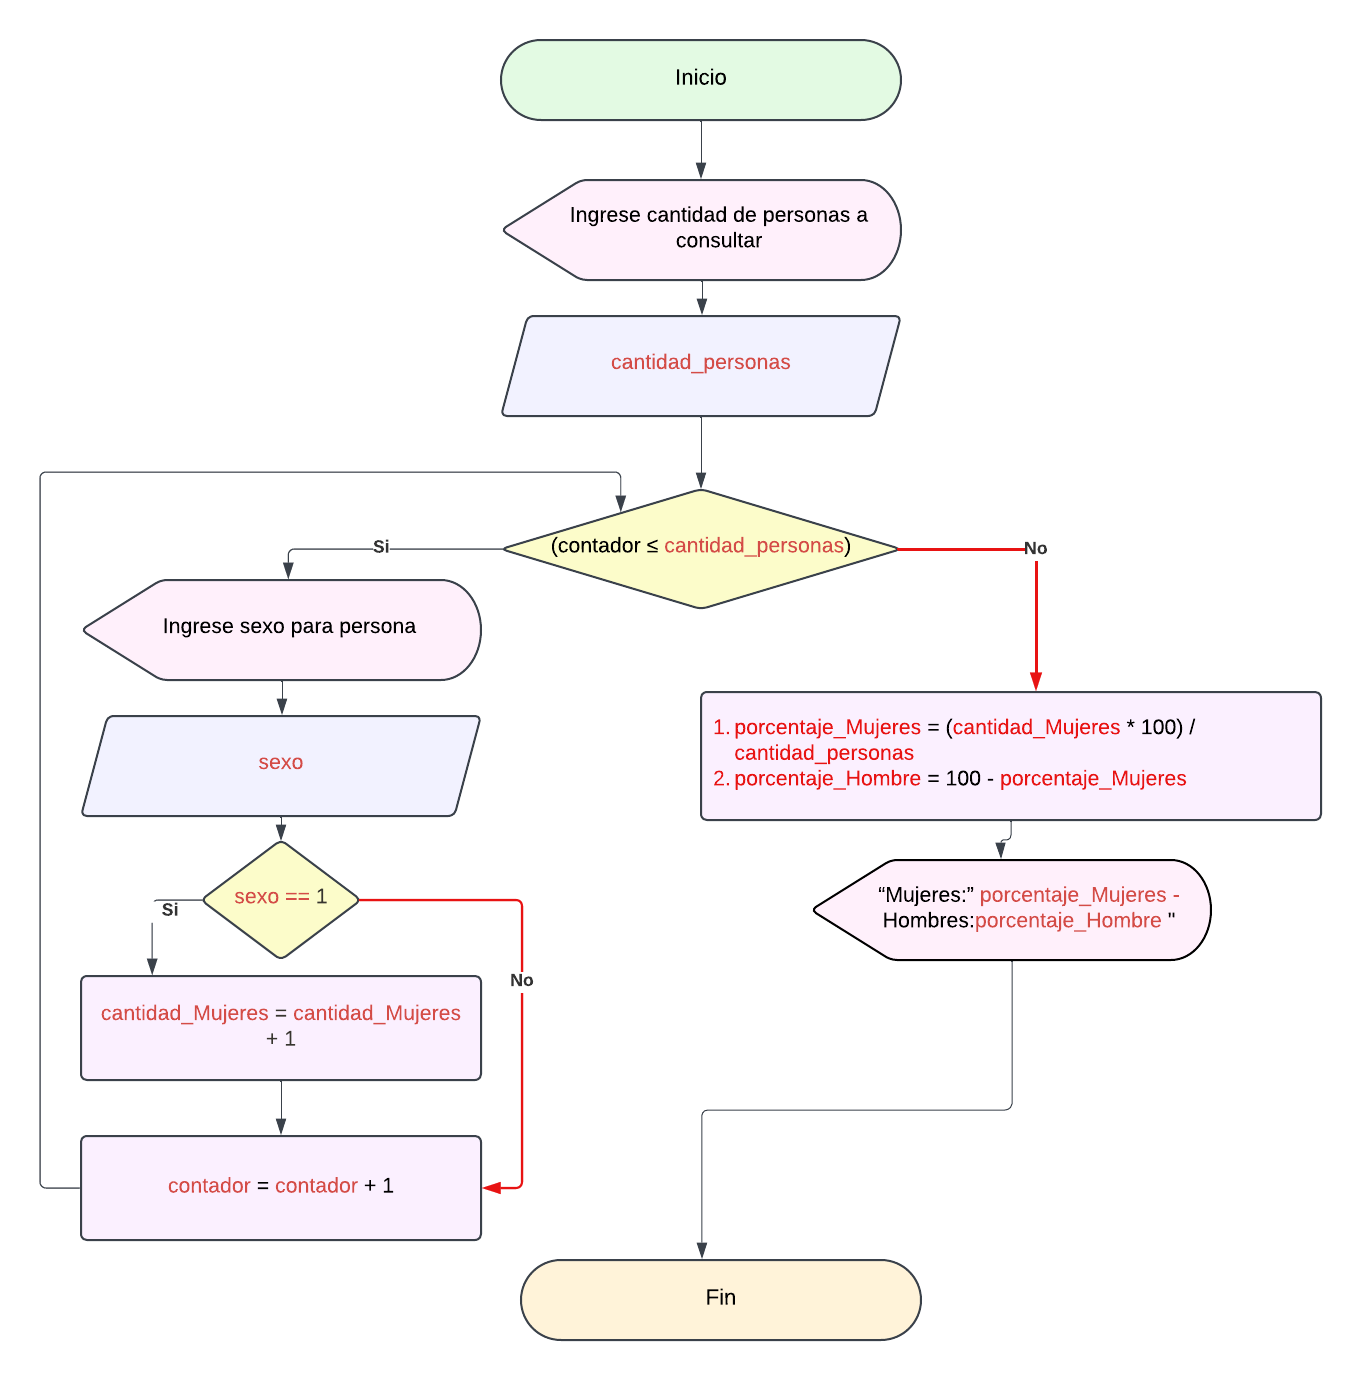 Inicio
Ingrese cantidad de personas a
consultar
cantidad_personas
(contador ≤ cantidad_personas)
Si
No
Ingrese sexo para persona
sexo
sexo == 1
Si
No
cantidad_Mujeres = cantidad_Mujeres
+ 1
contador = contador + 1
1. porcentaje_Mujeres = (cantidad_Mujeres * 100) /
cantidad_personas
2. porcentaje_Hombre = 100 - porcentaje_Mujeres
“Mujeres:” porcentaje_Mujeres -
Hombres:porcentaje_Hombre "
Fin